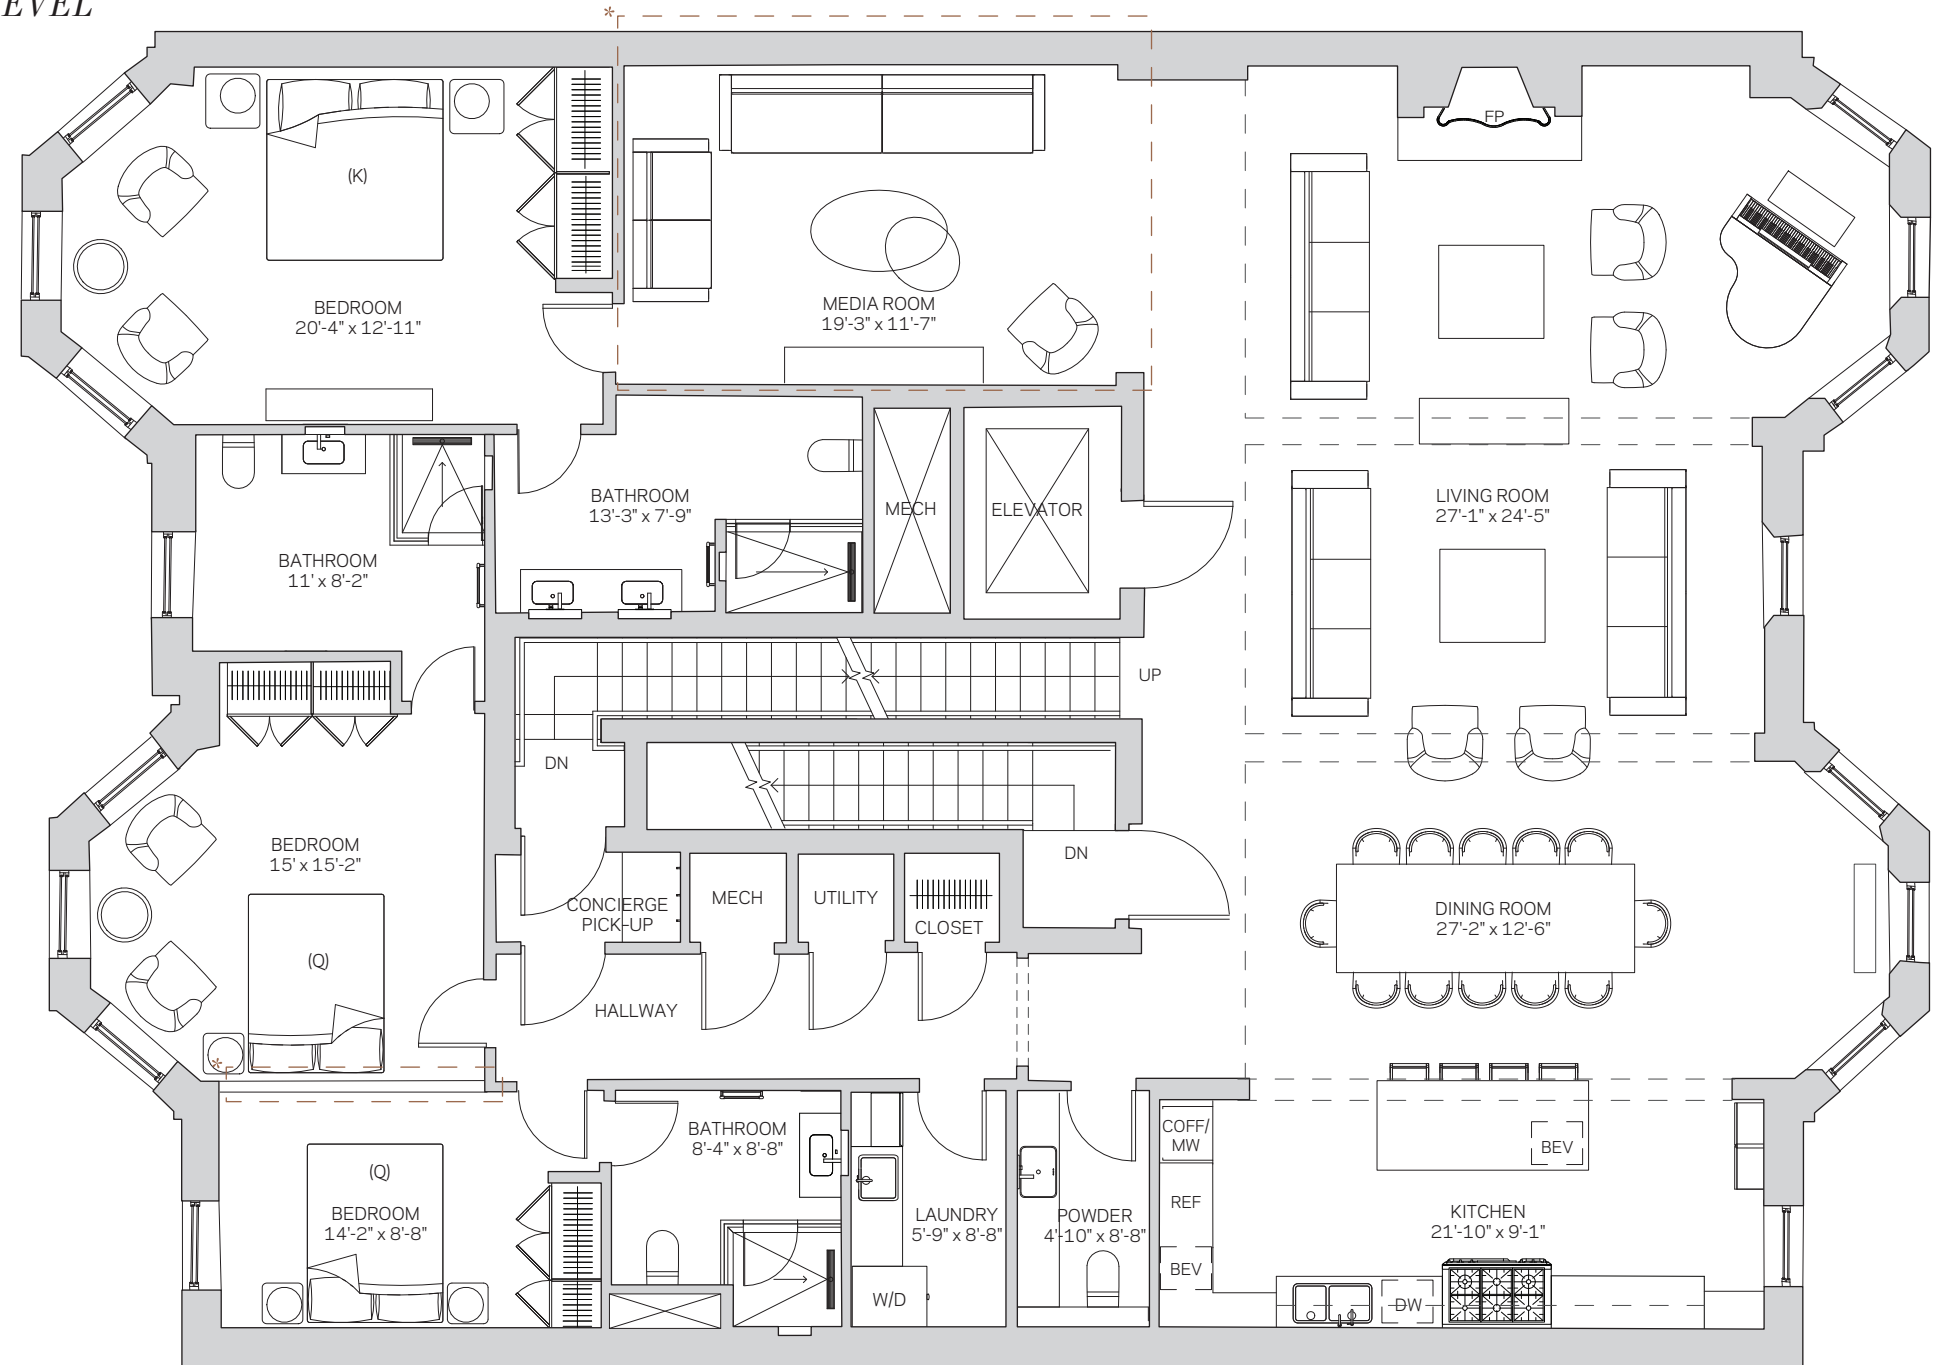 EVEL
*
FP
(K)
BEDROOM
20'-4" x 12'-11"
MEDIA ROOM
19'-3" x 11'-7"
BATHROOM
13'-3" x 7'-9"
MECH
ELEVATOR
LIVING ROOM
27'-1" x 24'-5"
BATHROOM
11' x 8'-2"
UP
DN
BEDROOM
15' x 15'-2"
DN
CONCIERGE
PICK-UP
MECH
UTILITY
CLOSET
DINING ROOM
27'-2" x 12'-6"
(Q)
HALLWAY
*
BATHROOM
8'-4" x 8'-8"
COFF/
MW
BEV
(Q)
BEDROOM
14'-2" x 8'-8"
LAUNDRY
5'-9" x 8'-8"
POWDER
4'-10" x 8'-8"
REF
KITCHEN
21'-10" x 9'-1"
BEV
W/D
DW